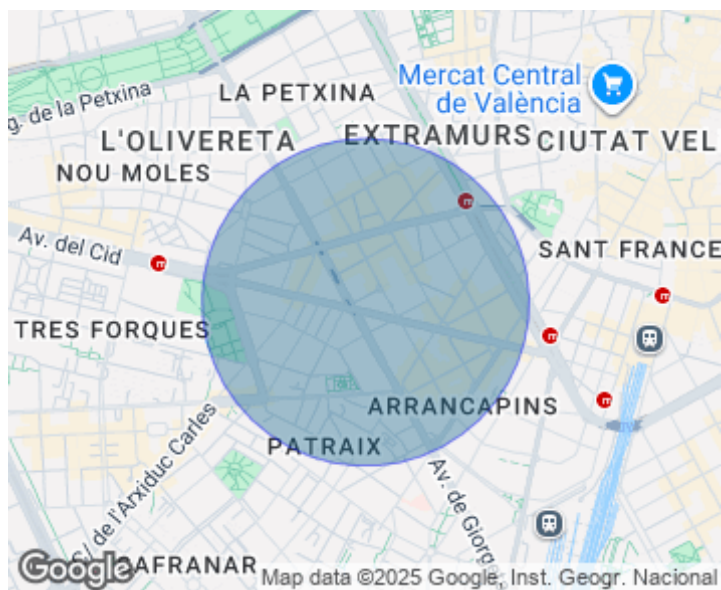 Mercat Central
de València
LA PETXINA
g. de la Petxina
L'OLIVERETA
EXTRAMURS
CIUTAT VEL
NOU MOLES
Av. del Cid
SANT FRANCE
TRES FORQUES
ARRANCAPINS
PATRAIX
C/ de l'Arxiduc Carles
Av. de Giorge
AFRANAR
Google
Map data ©2025 Google, Inst. Geogr. Nacional